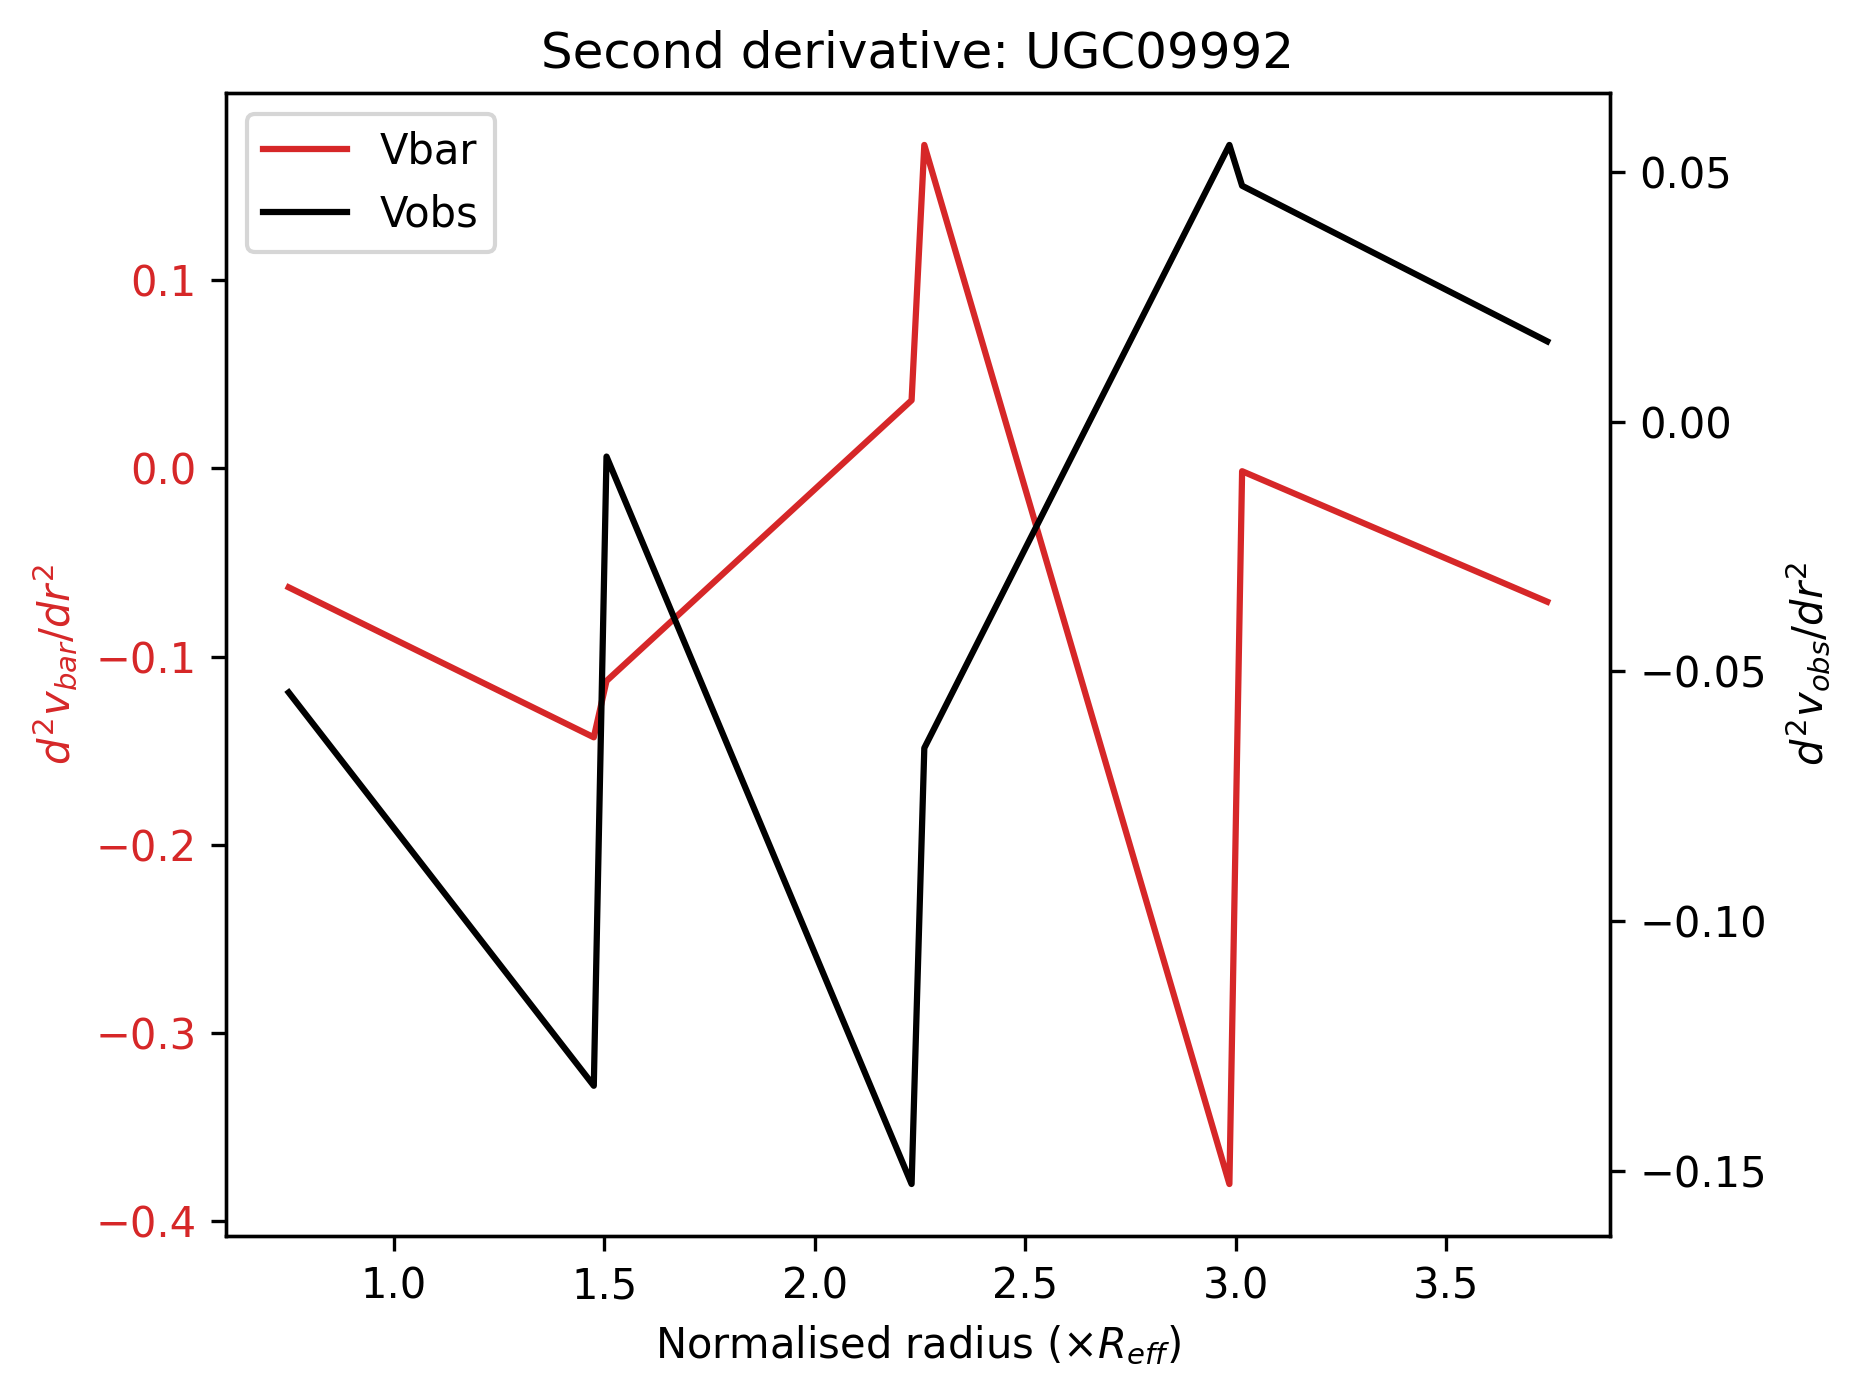 Second derivative: UGC09992
Vbar
Vobs
0.1
0.0
−0.1
−0.2
−0.3
−0.4
d²v_bar/dr²
0.05
0.00
−0.05
−0.10
−0.15
d²v_obs/dr²
1.0 1.5 2.0 2.5 3.0 3.5
Normalised radius (×R_eff)